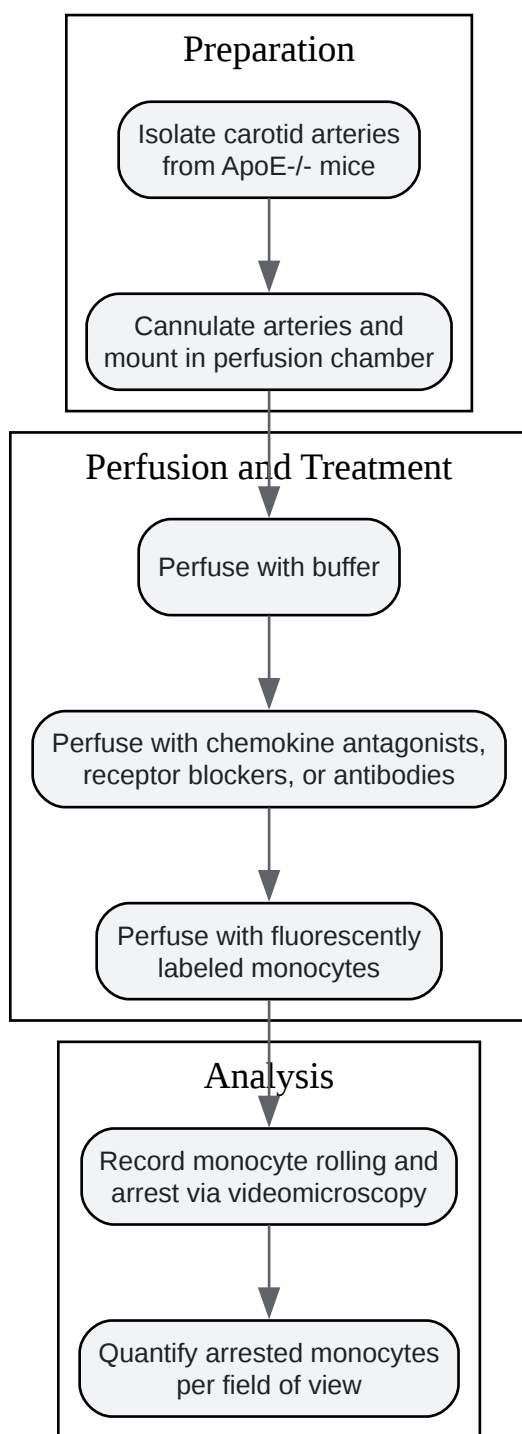 Preparation
Isolate carotid arteries
from ApoE-/- mice
Cannulate arteries and
mount in perfusion chamber
Perfusion and Treatment
Perfuse with buffer
Perfuse with chemokine antagonists,
receptor blockers, or antibodies
Perfuse with fluorescently
labeled monocytes
Analysis
Record monocyte rolling and
arrest via videomicroscopy
Quantify arrested monocytes
per field of view